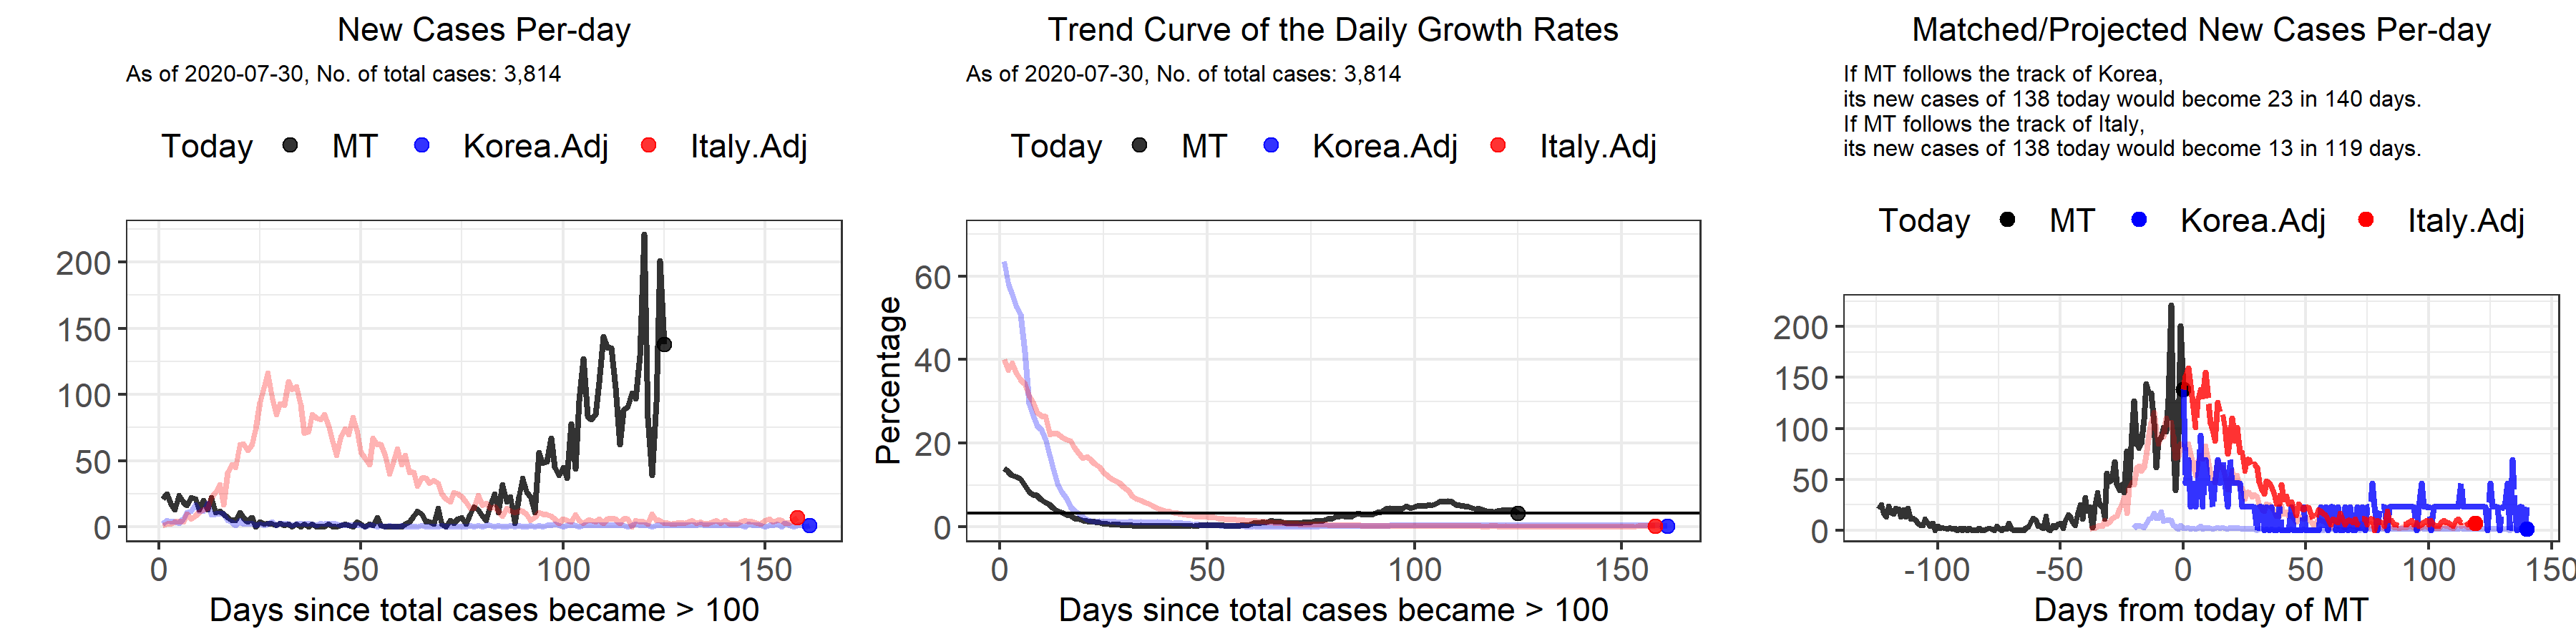 New Cases Per-day
As of 2020-07-30, No. of total cases: 3,814
Today MT Korea.Adj Italy.Adj
200
150
100
50
0
0 50 100 150
Days since total cases became > 100
Trend Curve of the Daily Growth Rates
As of 2020-07-30, No. of total cases: 3,814
Today MT Korea.Adj Italy.Adj
Percentage
60
40
20
0
0 50 100 150
Days since total cases became > 100
Matched/Projected New Cases Per-day
If MT follows the track of Korea,
its new cases of 138 today would become 23 in 140 days.
If MT follows the track of Italy,
its new cases of 138 today would become 13 in 119 days.
Today MT Korea.Adj Italy.Adj
200
150
100
50
0
-100 -50 0 50 100 150
Days from today of MT